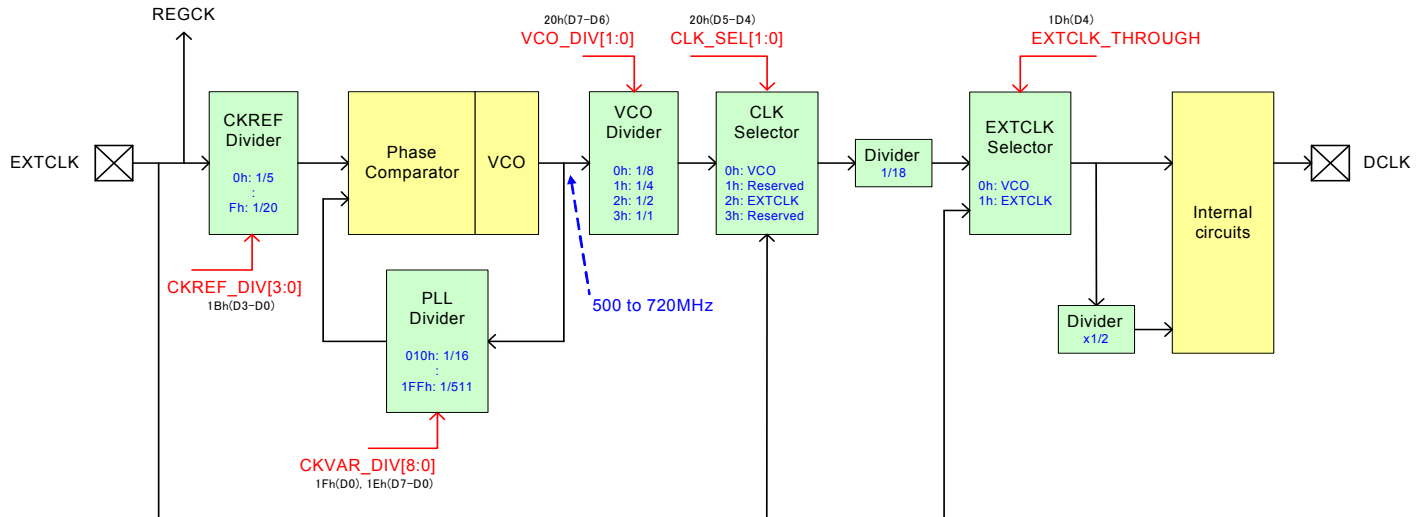 REGCK
20h(D7-D6)
VCO_DIV[1:0]
20h(D5-D4)
CLK_SEL[1:0]
1Dh(D4)
EXTCLK_THROUGH
EXTCLK
CKREF
Divider
0h: 1/5
:
Fh: 1/20
Phase
Comparator
VCO
VCO
Divider
0h: 1/8
1h: 1/4
2h: 1/2
3h: 1/1
CLK
Selector
0h: VCO
1h: Reserved
2h: EXTCLK
3h: Reserved
Divider
1/18
EXTCLK
Selector
0h: VCO
1h: EXTCLK
Internal
circuits
DCLK
CKREF_DIV[3:0]
1Bh(D3-D0)
PLL
Divider
010h: 1/16
:
1FFh: 1/511
500 to 720MHz
Divider
x1/2
CKVAR_DIV[8:0]
1Fh(D0), 1Eh(D7-D0)